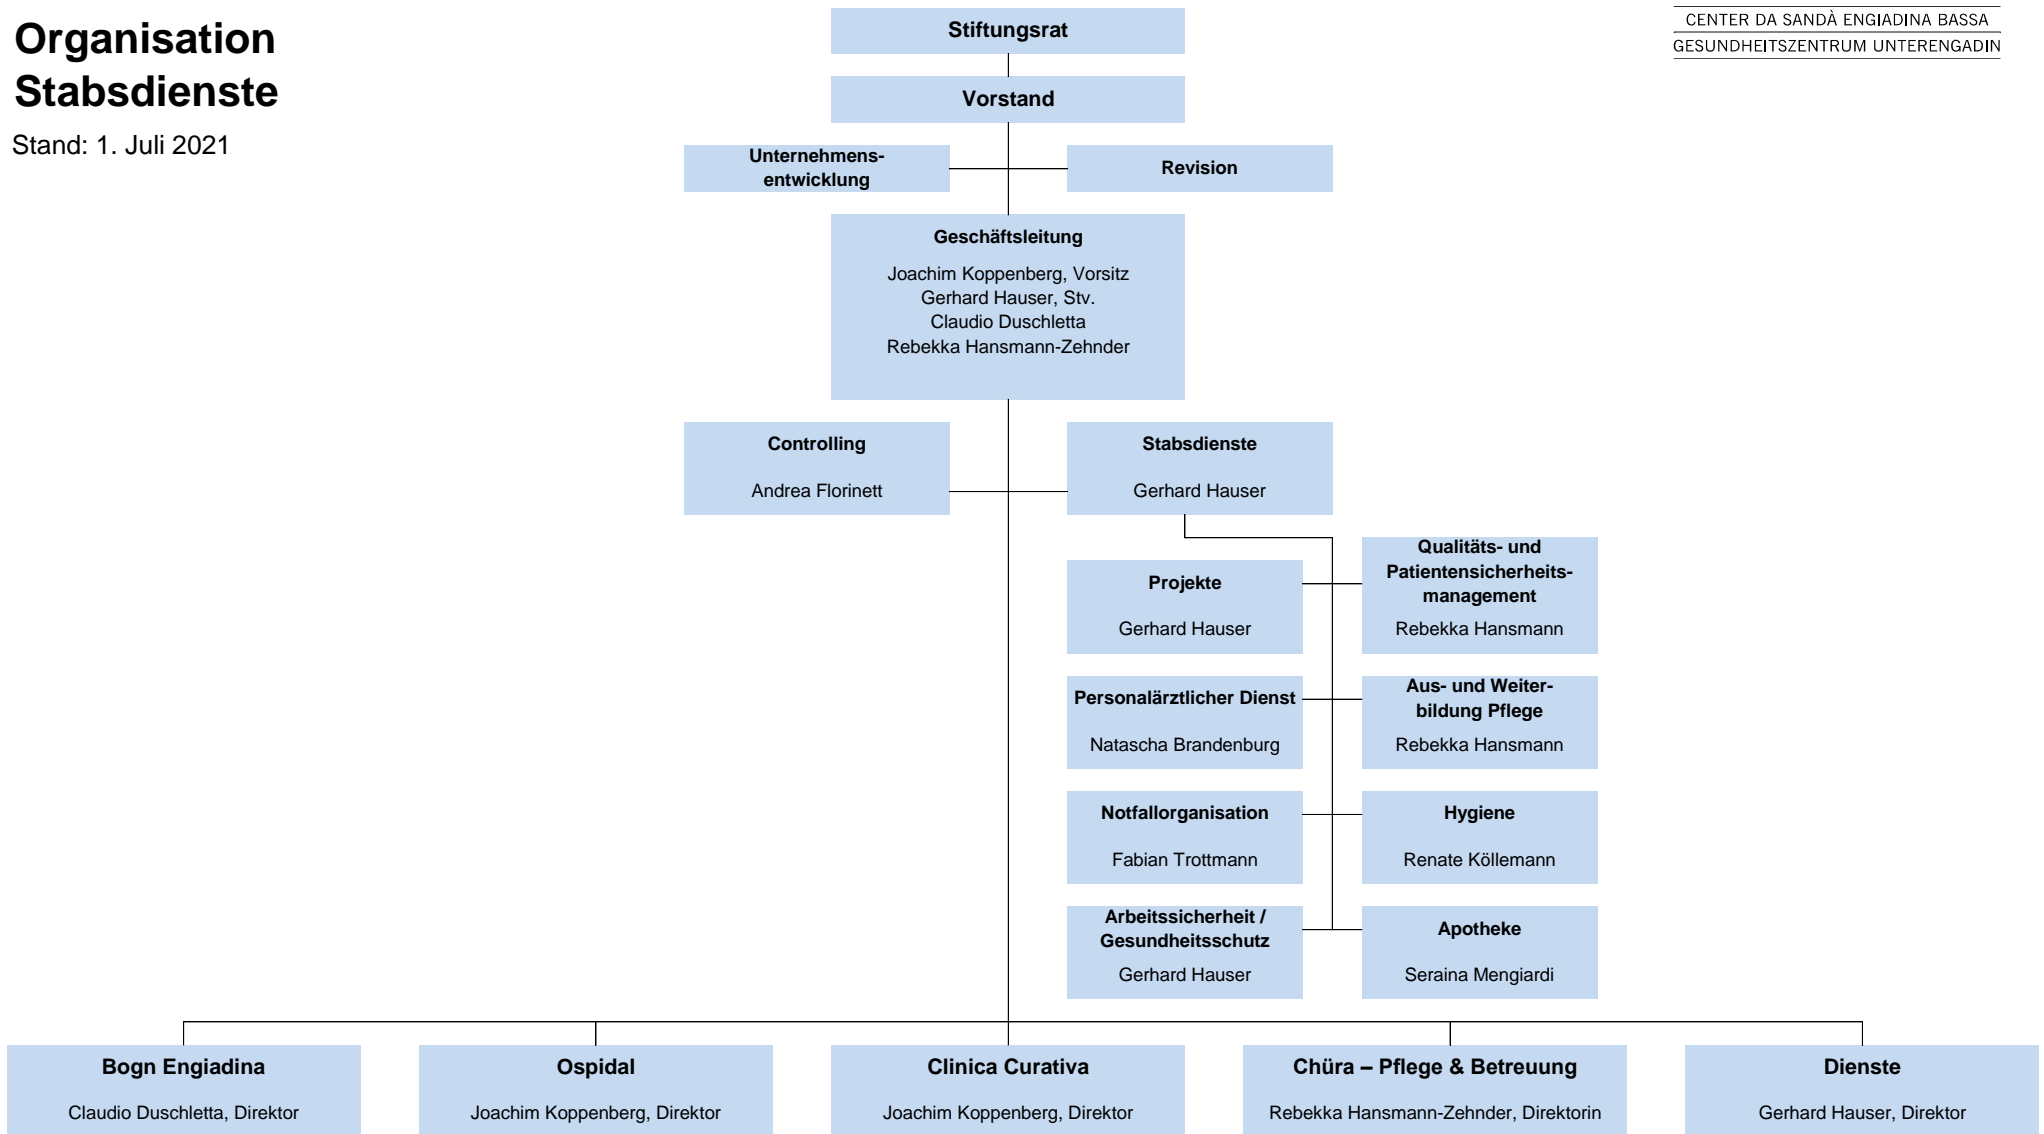 Organisation
Stabsdienste
Stand: 1. Juli 2021
CENTER DA SANDÀ ENGIADINA BASSA
GESUNDHEITSZENTRUM UNTERENGADIN
Stiftungsrat
Vorstand
Unternehmens-
entwicklung
Revision
Geschäftsleitung
Joachim Koppenberg, Vorsitz
Gerhard Hauser, Stv.
Claudio Duschletta
Rebekka Hansmann-Zehnder
Controlling
Andrea Florinett
Stabsdienste
Gerhard Hauser
Projekte
Gerhard Hauser
Qualitäts- und
Patientensicherheits-
management
Rebekka Hansmann
Personalärztlicher Dienst
Natascha Brandenburg
Aus- und Weiter-
bildung Pflege
Rebekka Hansmann
Notfallorganisation
Fabian Trottmann
Hygiene
Renate Köllemann
Arbeitssicherheit /
Gesundheitsschutz
Gerhard Hauser
Apotheke
Seraina Mengiardi
Bogn Engiadina
Claudio Duschletta, Direktor
Ospidal
Joachim Koppenberg, Direktor
Clinica Curativa
Joachim Koppenberg, Direktor
Chüra – Pflege & Betreuung
Rebekka Hansmann-Zehnder, Direktorin
Dienste
Gerhard Hauser, Direktor